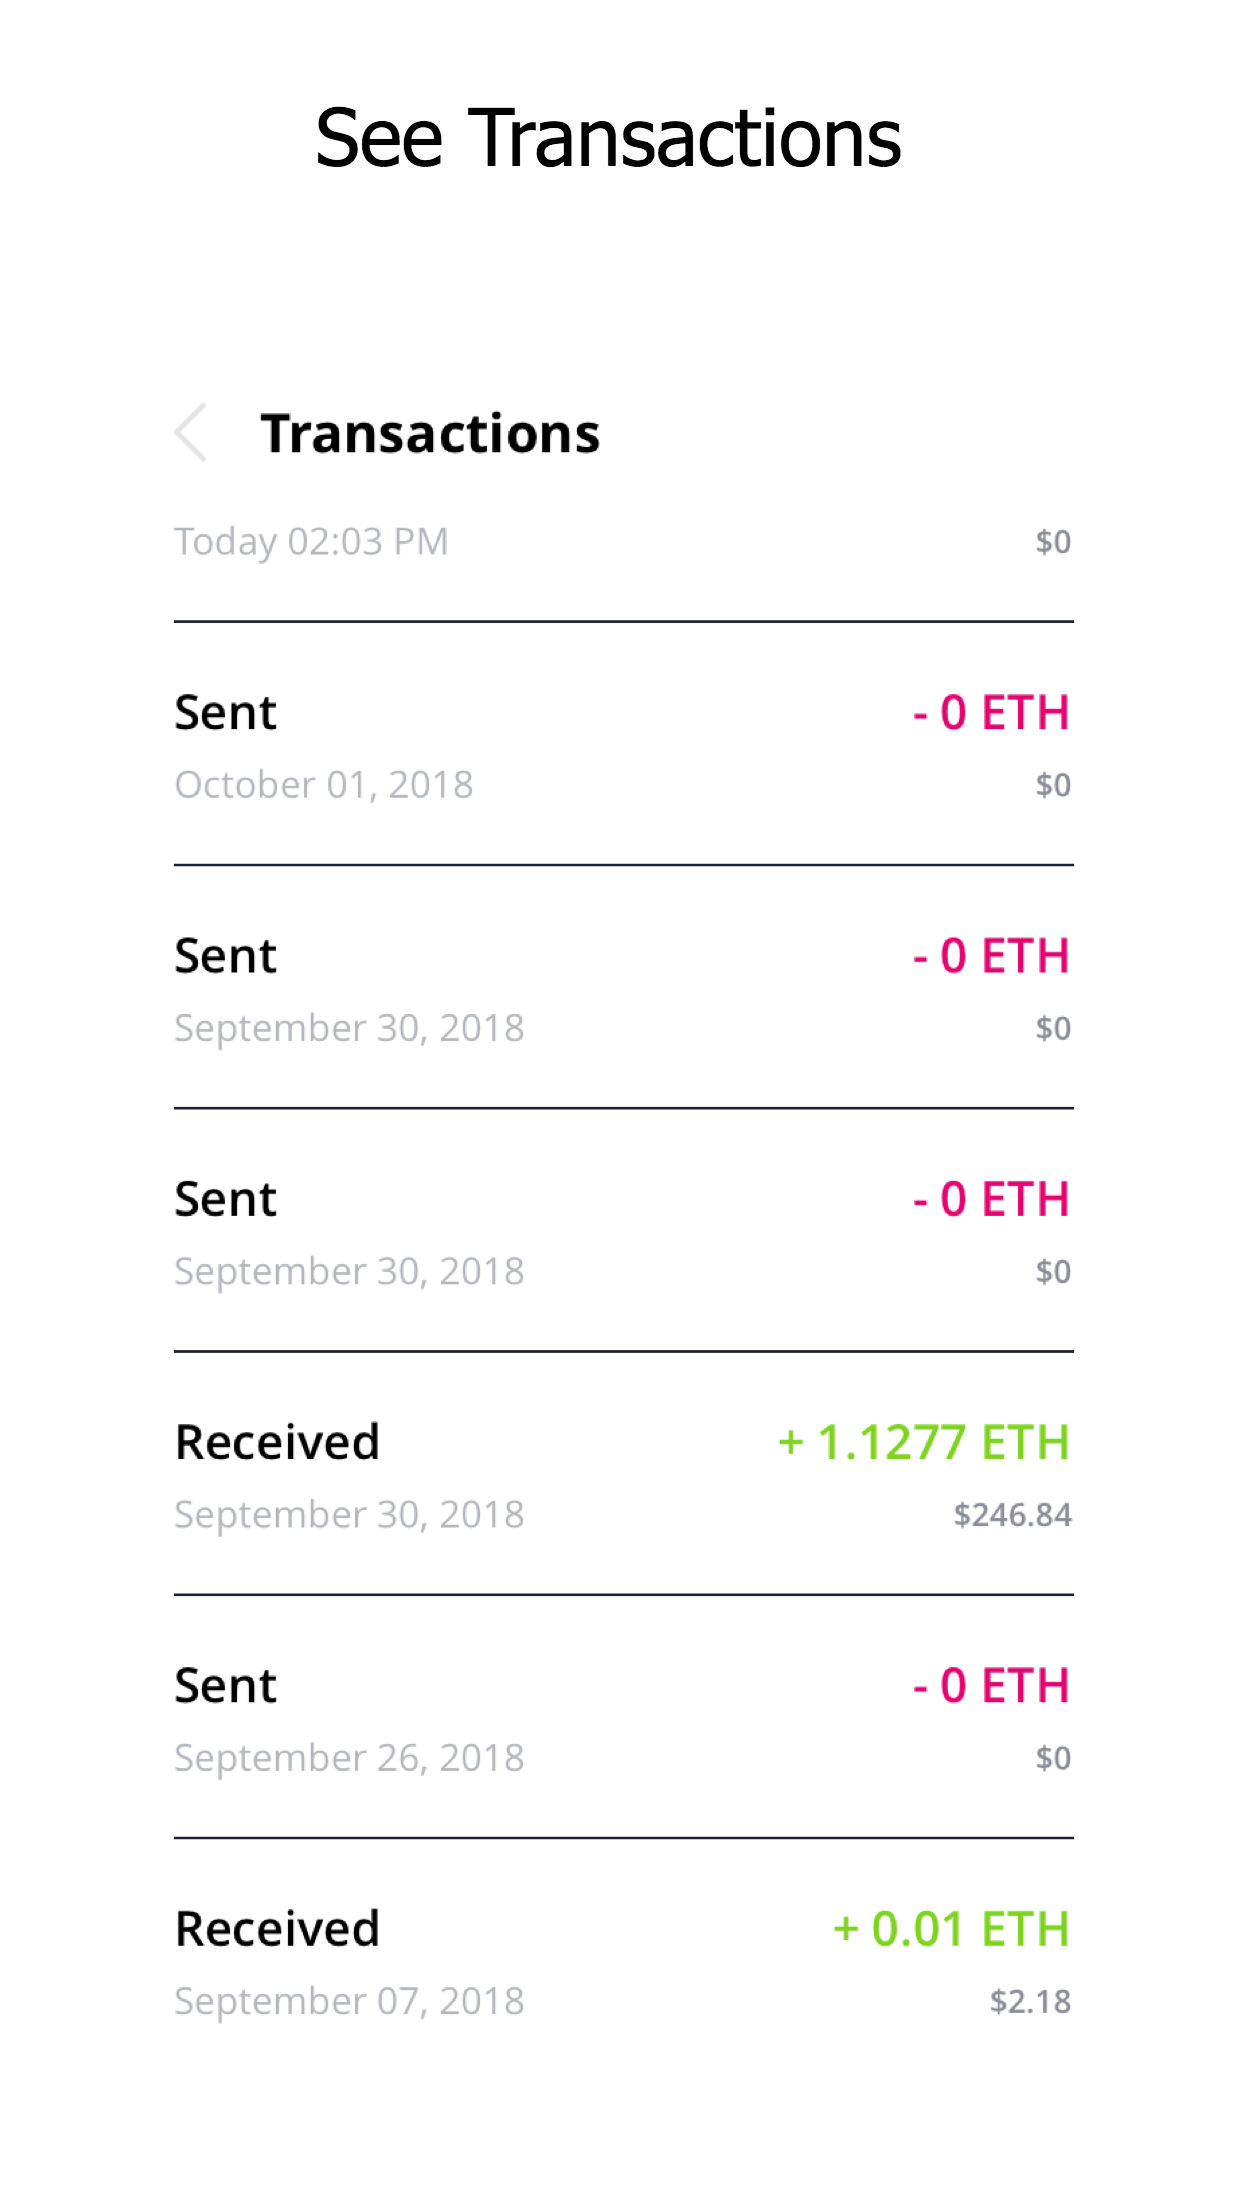 See Transactions
Transactions
Today 02:03 PM $0
Sent - 0 ETH
October 01, 2018 $0
Sent - 0 ETH
September 30, 2018 $0
Sent - 0 ETH
September 30, 2018 $0
Received + 1.1277 ETH
September 30, 2018 $246.84
Sent - 0 ETH
September 26, 2018 $0
Received + 0.01 ETH
September 07, 2018 $2.18